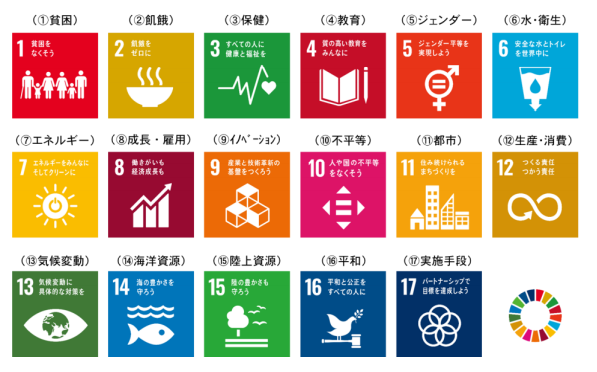 (①貧困)
(②飢餓)
(③保健)
(④教育)
(⑤ジェンダー)
(⑥水・衛生)
1 貧困を
なくそう
2 飢餓を
ゼロに
3 すべての人に
健康と福祉を
4 質の高い教育を
みんなに
5 ジェンダー平等を
実現しよう
6 安全な水とトイレ
を世界中に
(⑦エネルギー)
(⑧成長・雇用)
(⑨イノベーション)
(⑩不平等)
(⑪都市)
(⑫生産・消費)
7 エネルギーをみんなに
そしてクリーンに
8 働きがいも
経済成長も
9 産業と技術革新の
基盤をつくろう
10 人や国の不平等
をなくそう
11 住み続けられる
まちづくりを
12 つくる責任
つかう責任
(⑬気候変動)
(⑭海洋資源)
(⑮陸上資源)
(⑯平和)
(⑰実施手段)
13 気候変動に
具体的な対策を
14 海の豊かさを
守ろう
15 陸の豊かさも
守ろう
16 平和と公正を
すべての人に
17 パートナーシップで
目標を達成しよう